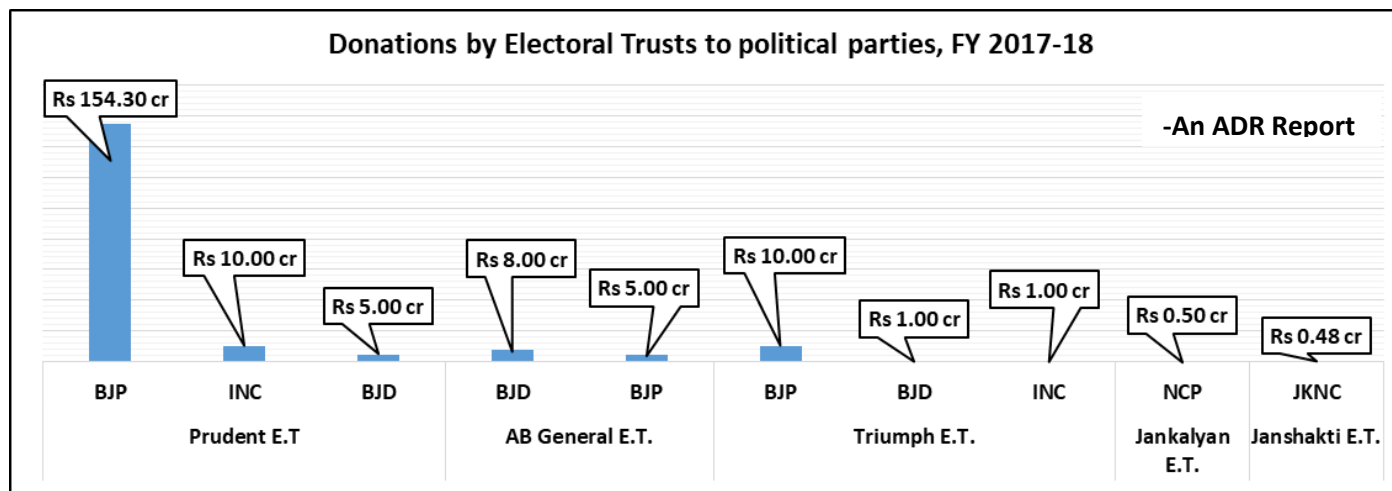 Donations by Electoral Trusts to political parties, FY 2017-18
-An ADR Report
Rs 154.30 cr
Rs 10.00 cr
Rs 5.00 cr
Rs 8.00 cr
Rs 5.00 cr
Rs 10.00 cr
Rs 1.00 cr
Rs 1.00 cr
Rs 0.50 cr
Rs 0.48 cr
BJP INC BJD BJD BJP BJP BJD INC NCP JKNC
Prudent E.T AB General E.T. Triumph E.T. Jankalyan Janshakti E.T.
E.T.